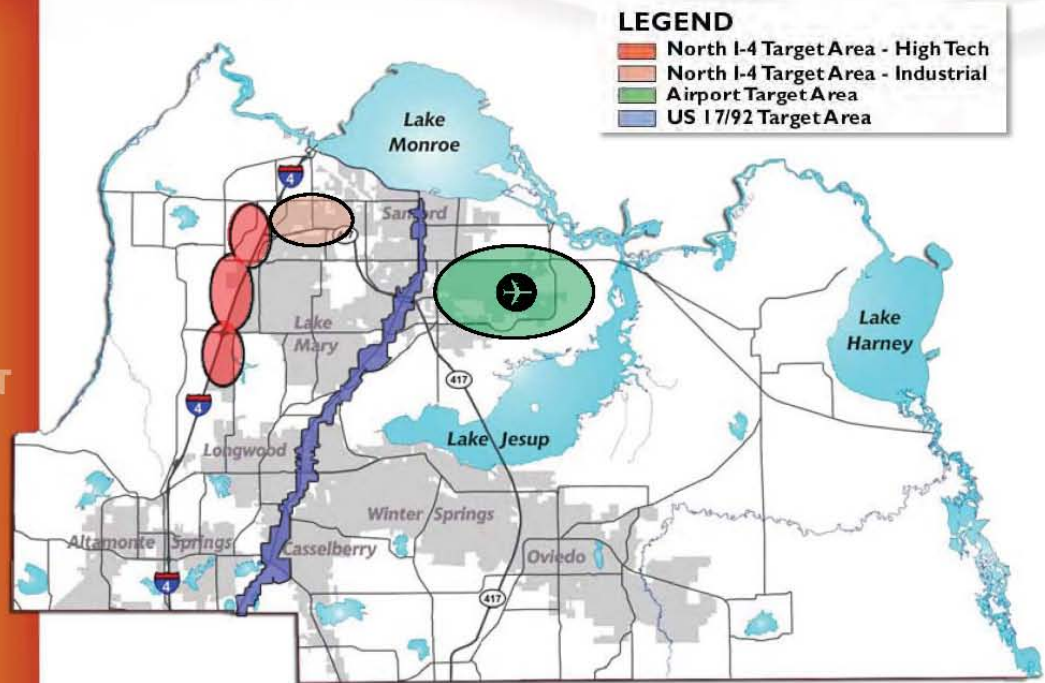 LEGEND
North I-4 Target Area - High Tech
North I-4 Target Area - Industrial
Airport Target Area
US 17/92 Target Area
Lake
Monroe
4
Sanford
417
Lake
Mary
Lake
Harney
417
T
4
Lake Jesup
Longwood
Winter Springs
Altamonte Springs
Casselberry
Oviedo
4
417